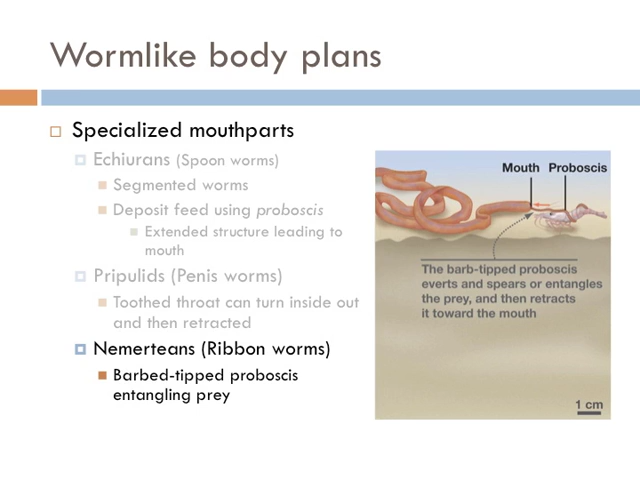 Wormlike body plans
Specialized mouthparts
Echiurans (Spoon worms)
Segmented worms
Deposit feed using proboscis
Extended structure leading to
mouth
Pripulids (Penis worms)
Toothed throat can turn inside out
and then retracted
Nemerteans (Ribbon worms)
Barbed-tipped proboscis
entangling prey
Mouth Proboscis
The barb-tipped proboscis
everts and spears or entangles
the prey, and then retracts
it toward the mouth
1 cm